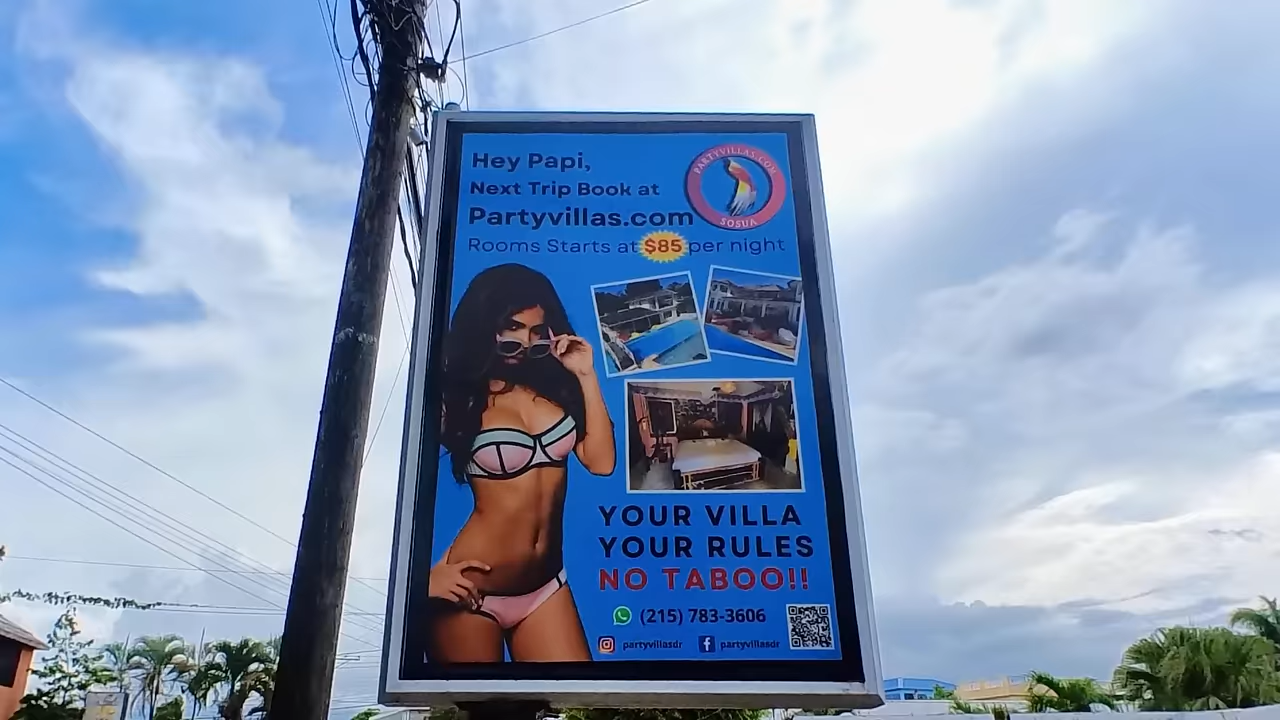 Hey Papi,
Next Trip Book at
Partyvillas.com
Rooms Starts at $85 per night
PARTYVILLAS.COM
SOSUA
YOUR VILLA
YOUR RULES
NO TABOO!!
(215) 783-3606
partyvillasdr
partyvillasdr